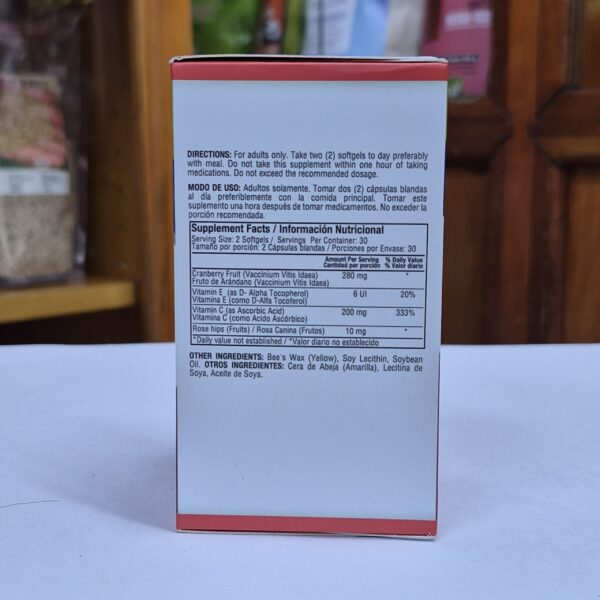 DIRECTIONS: For adults only. Take two (2) softgels to day preferably
with meal. Do not take this supplement within one hour of taking
medications. Do not exceed the recommended dosage.
MODO DE USO: Adultos solamente. Tomar dos (2) cápsulas blandas
al día preferiblemente con la comida principal. Tomar este
suplemento una hora después de tomar medicamentos. No exceder la
porción recomendada.
Supplement Facts / Información Nutricional
Serving Size: 2 Softgels / Servings Per Container: 30
Tamaño por porción: 2 Cápsulas blandas / Porciones por Envase: 30
Amount Per Serving % Daily Value
Cantidad por porción % Valor diario
Cranberry Fruit (Vaccinium Vitis Idaea) 280 mg *
Fruto de Arándano (Vaccinium Vitis Idaea)
Vitamin E (as D- Alpha Tocopherol) 6 UI 20%
Vitamina E (como D-Alfa Tocoferol)
Vitamin C (as Ascorbic Acid) 200 mg 333%
Vitamina C (como Acido Ascórbico)
Rose hips (Fruits) / Rosa Canina (Frutos) 10 mg *
*Daily value not established / *Valor diario no establecido
OTHER INGREDIENTS: Bee's Wax (Yellow), Soy Lecithin, Soybean
Oil. OTROS INGREDIENTES: Cera de Abeja (Amarilla), Lecitina de
Soya, Aceite de Soya.